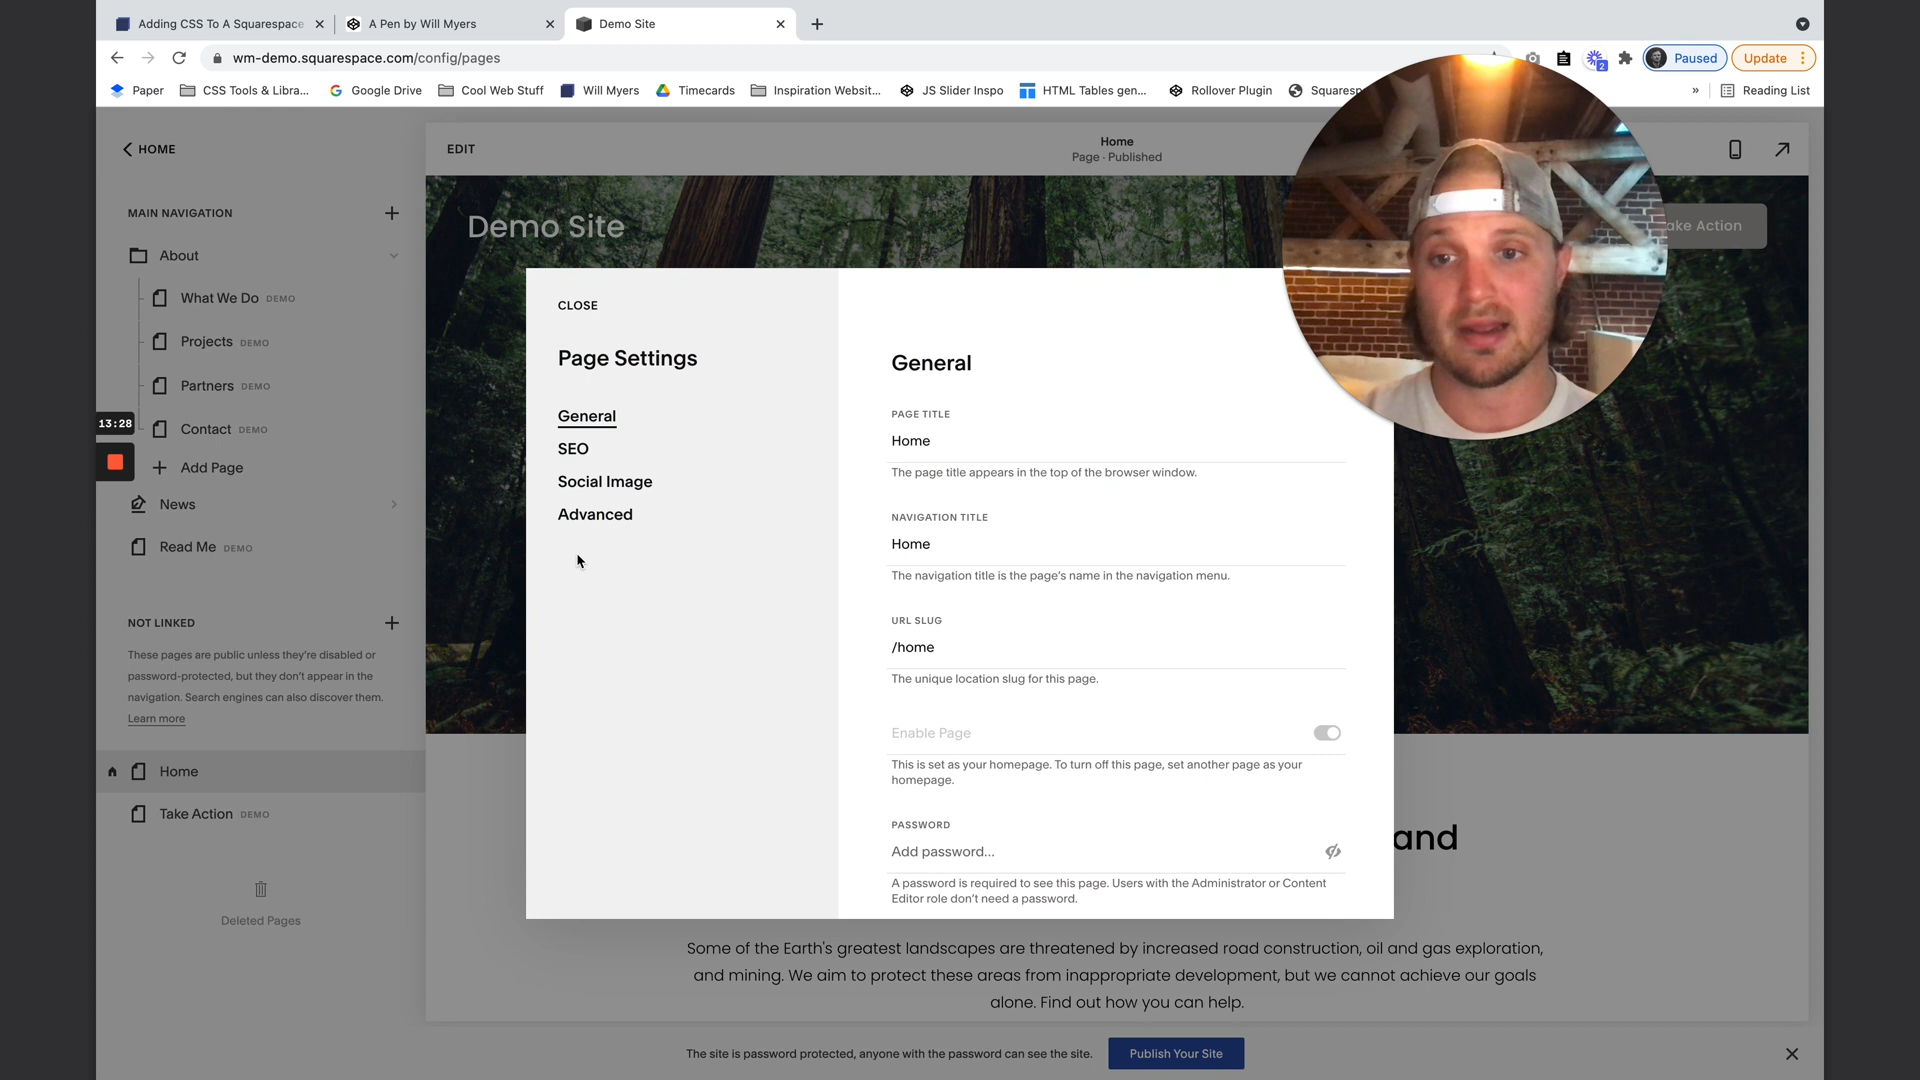 Adding CSS To A Squarespace
A Pen by Will Myers
Demo Site
wm-demo.squarespace.com/config/pages
2
Paused
Update
Paper
CSS Tools & Libra...
Google Drive
Cool Web Stuff
Will Myers
Timecards
Inspiration Websit...
JS Slider Inspo
HTML Tables gen...
Rollover Plugin
»
Reading List
HOME
EDIT
Home
Page · Published
MAIN NAVIGATION
About
What We Do DEMO
Projects DEMO
Partners DEMO
Contact DEMO
Add Page
News
Read Me DEMO
13:28
NOT LINKED
These pages are public unless they're disabled or
password-protected, but they don't appear in the
navigation. Search engines can also discover them.
Learn more
Home
Take Action DEMO
Deleted Pages
Demo Site
ake Action
CLOSE
Page Settings
General
SEO
Social Image
Advanced
General
PAGE TITLE
Home
The page title appears in the top of the browser window.
NAVIGATION TITLE
Home
The navigation title is the page's name in the navigation menu.
URL SLUG
/home
The unique location slug for this page.
Enable Page
This is set as your homepage. To turn off this page, set another page as your
homepage.
PASSWORD
Add password...
A password is required to see this page. Users with the Administrator or Content
Editor role don't need a password.
and
Some of the Earth's greatest landscapes are threatened by increased road construction, oil and gas exploration,
and mining. We aim to protect these areas from inappropriate development, but we cannot achieve our goals
alone. Find out how you can help.
The site is password protected, anyone with the password can see the site.
Publish Your Site